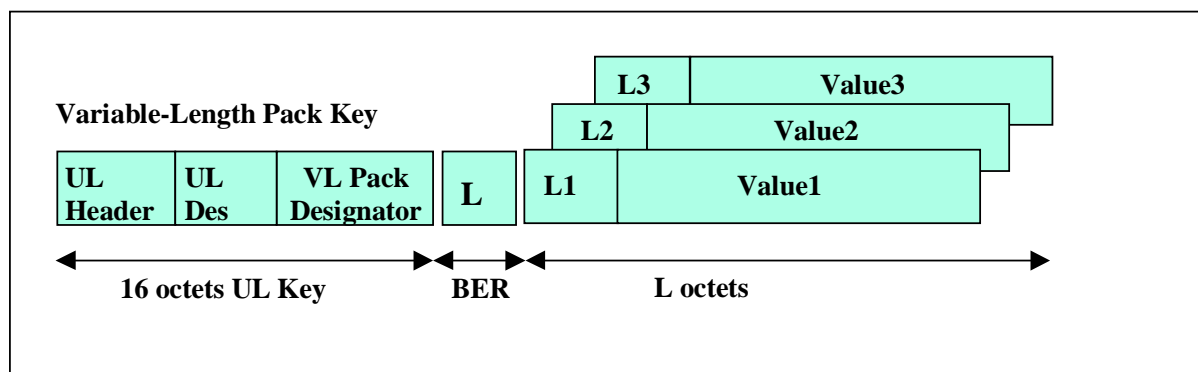 L3 Value3
Variable-Length Pack Key
L2 Value2
UL Header
UL Des
VL Pack Designator
L
L1 Value1
16 octets UL Key
BER
L octets